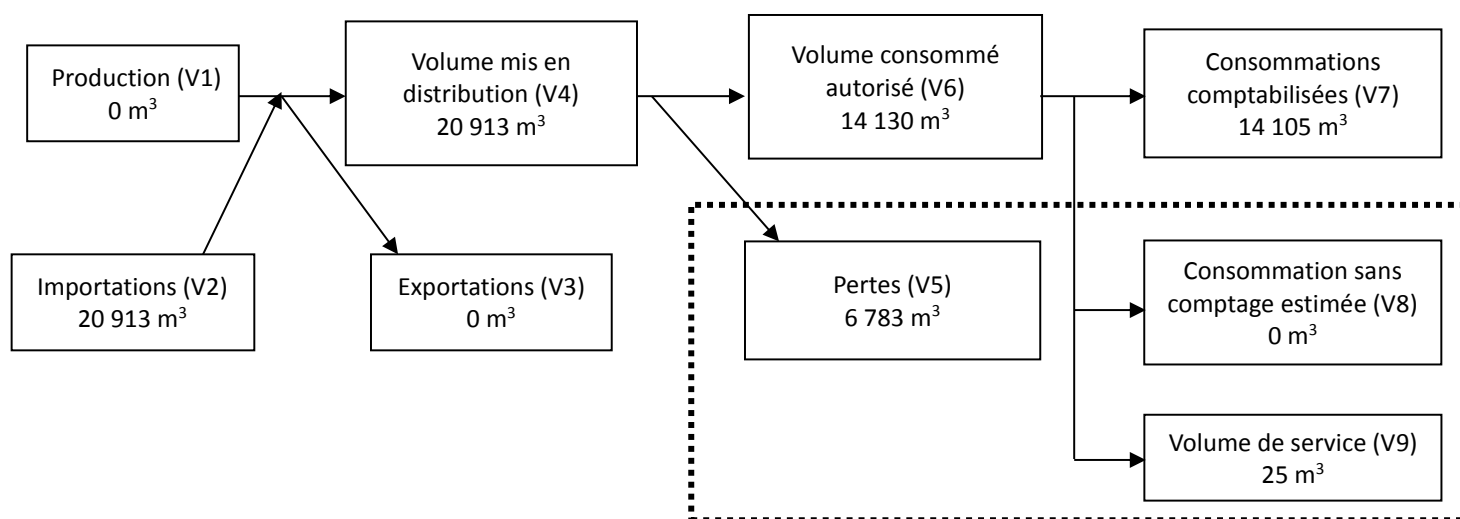 Production (V1)
0 m³
Volume mis en
distribution (V4)
20 913 m³
Volume consommé
autorisé (V6)
14 130 m³
Consommations
comptabilisées (V7)
14 105 m³
Importations (V2)
20 913 m³
Exportations (V3)
0 m³
Pertes (V5)
6 783 m³
Consommation sans
comptage estimée (V8)
0 m³
Volume de service (V9)
25 m³